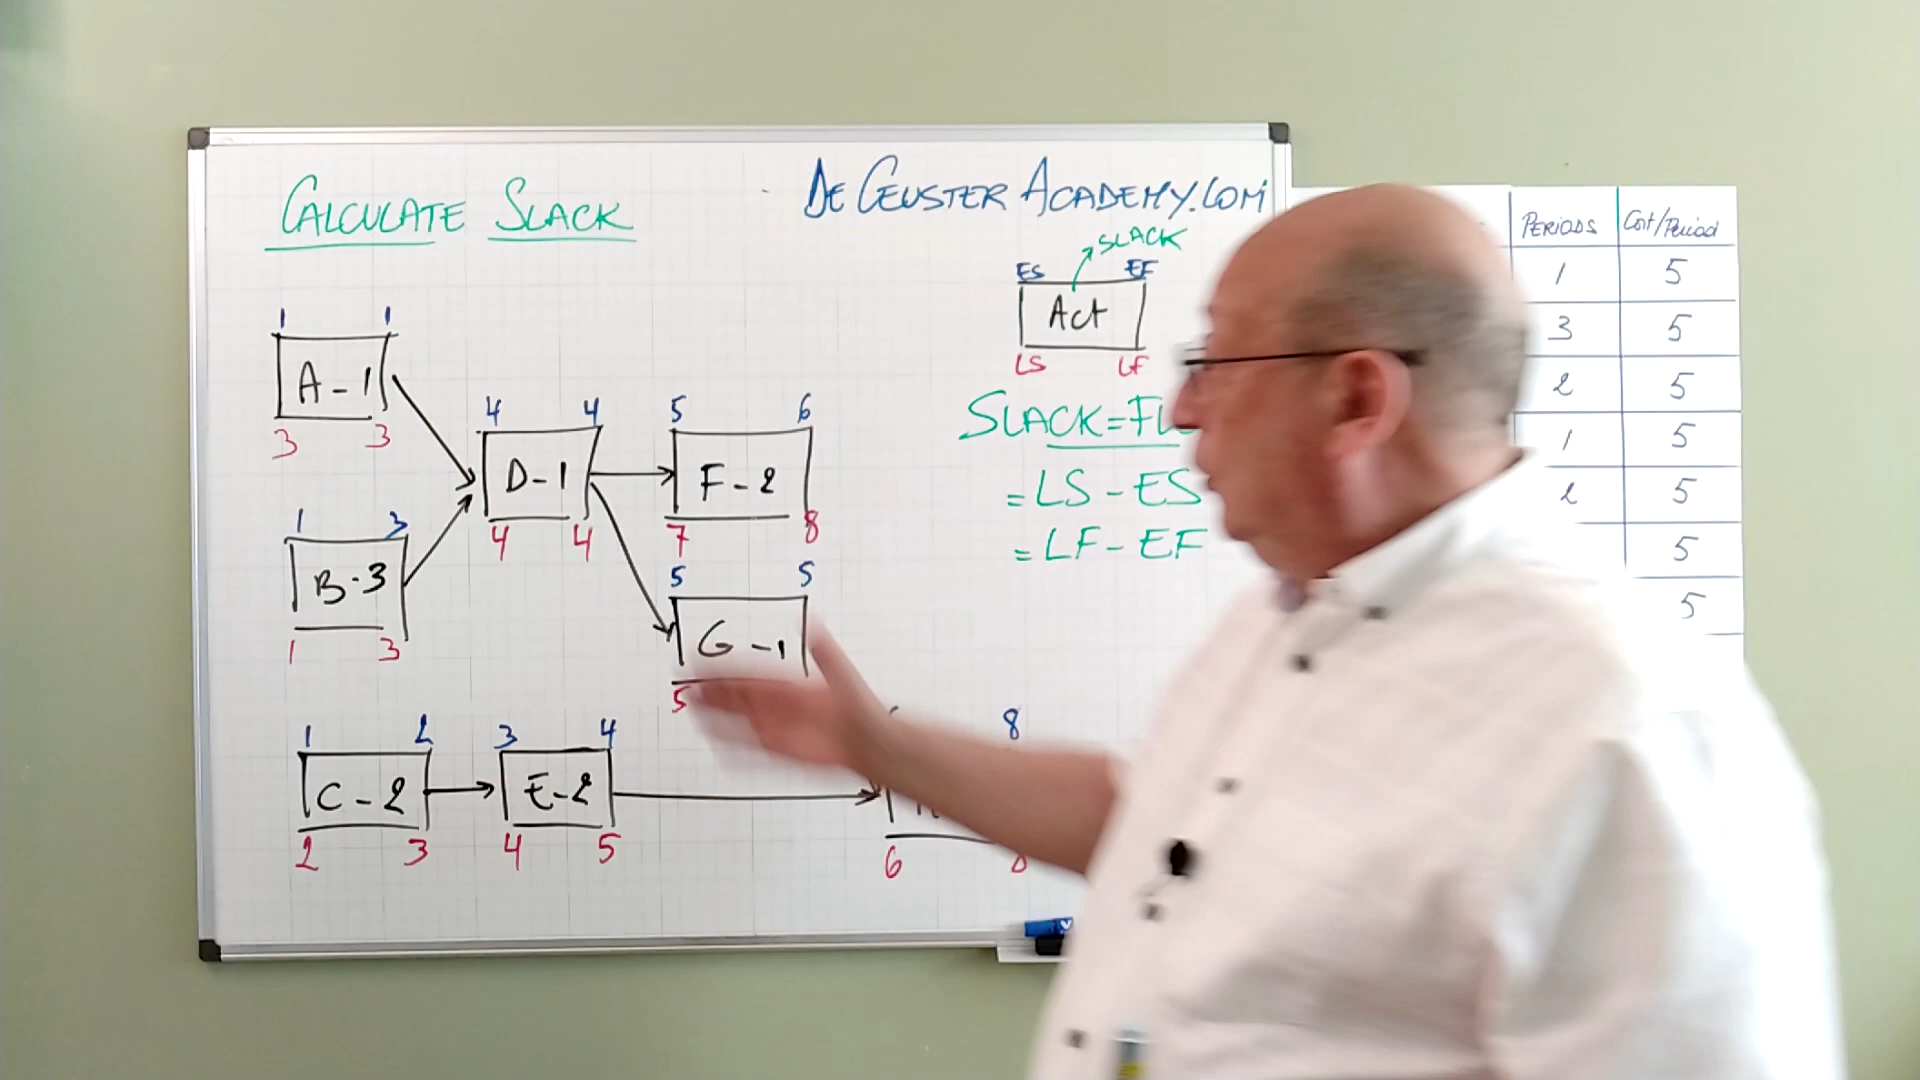 CALCULATE SLACK
DE CEUSTER ACADEMY.COM
SLACK
ES EF
Act
LS LF
SLACK=FL
=LS-ES
=LF-EF
1 1
A-1
3 3
1 3
B-3
1 3
4 4
D-1
4 4
5 6
F-2
7 8
5 5
G-1
5
1 2
C-2
2 3
3 4
E-2
4 5
8
6
PERIODS Cost/Period
1 5
3 5
2 5
1 5
2 5
5
5